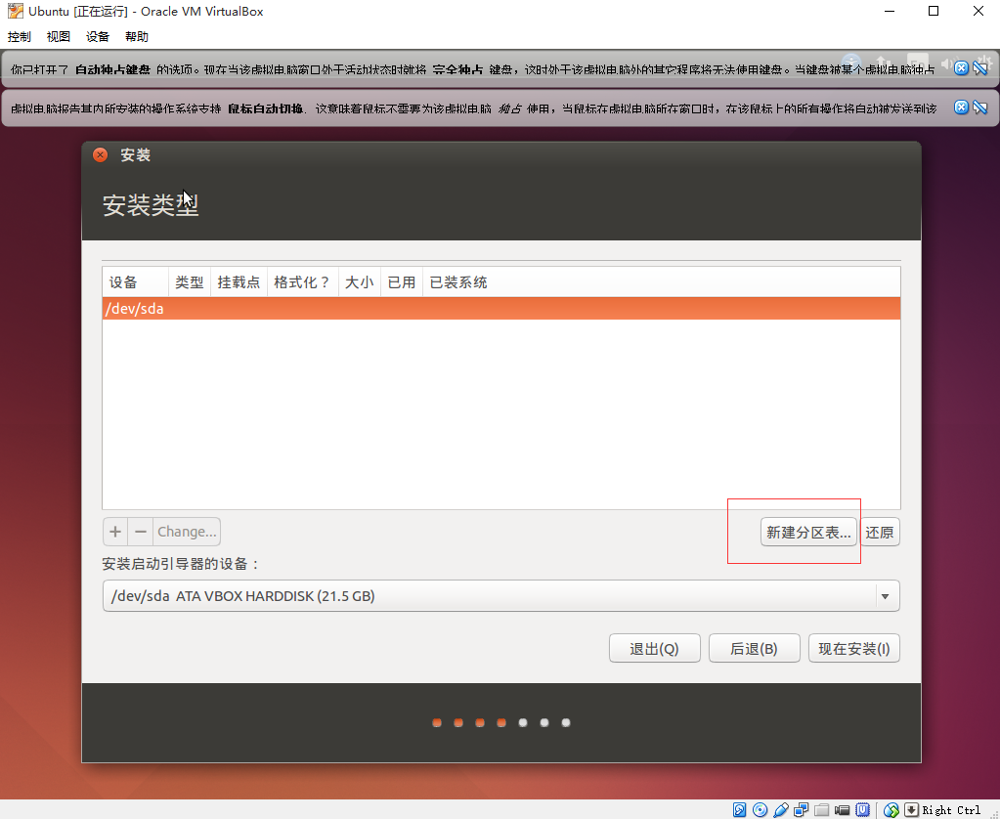 Ubuntu [正在运行] - Oracle VM VirtualBox
控制 视图 设备 帮助
你已打开了 自动独占键盘 的选项。现在当该虚拟电脑窗口处于活动状态时就将 完全独占 键盘，这时处于该虚拟电脑外的其它程序将无法使用键盘。当键盘被某个虚拟电脑独占
虚拟电脑报告其内所安装的操作系统支持 鼠标自动切换. 这意味着鼠标不需要为该虚拟电脑 独占 使用，当鼠标在虚拟电脑所在窗口时，在该鼠标上的所有操作将自动被发送到该
安装
安装类型
设备 类型 挂载点 格式化？ 大小 已用 已装系统
/dev/sda
+ − Change... 新建分区表... 还原
安装启动引导器的设备：
/dev/sda ATA VBOX HARDDISK (21.5 GB)
退出(Q) 后退(B) 现在安装(I)
Right Ctrl